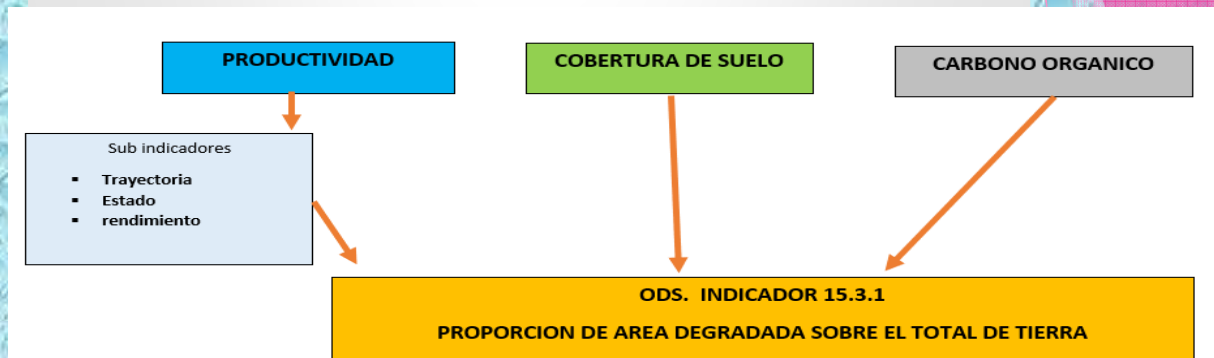 PRODUCTIVIDAD
COBERTURA DE SUELO
CARBONO ORGANICO
Sub indicadores
▪ Trayectoria
▪ Estado
▪ rendimiento
ODS. INDICADOR 15.3.1
PROPORCION DE AREA DEGRADADA SOBRE EL TOTAL DE TIERRA